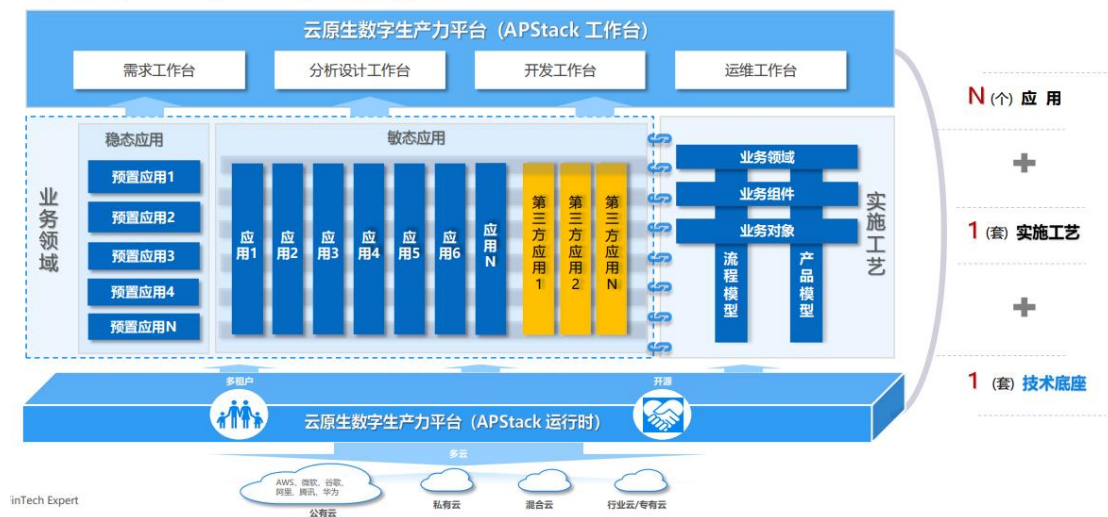 云原生数字生产力平台（APStack 工作台）
需求工作台
分析设计工作台
开发工作台
运维工作台
业务领域
稳态应用
预置应用1
预置应用2
预置应用3
预置应用4
预置应用N
敏态应用
应用1
应用2
应用3
应用4
应用5
应用6
应用N
第三方应用1
第三方应用2
第三方应用N
业务领域
业务组件
业务对象
流程模型
产品模型
实施工艺
N (个) 应 用
+
1 (套) 实施工艺
+
1 (套) 技术底座
多租户
开源
云原生数字生产力平台（APStack 运行时）
多云
AWS、微软、谷歌、
阿里、腾讯、华为
公有云
私有云
混合云
行业云/专有云
inTech Expert